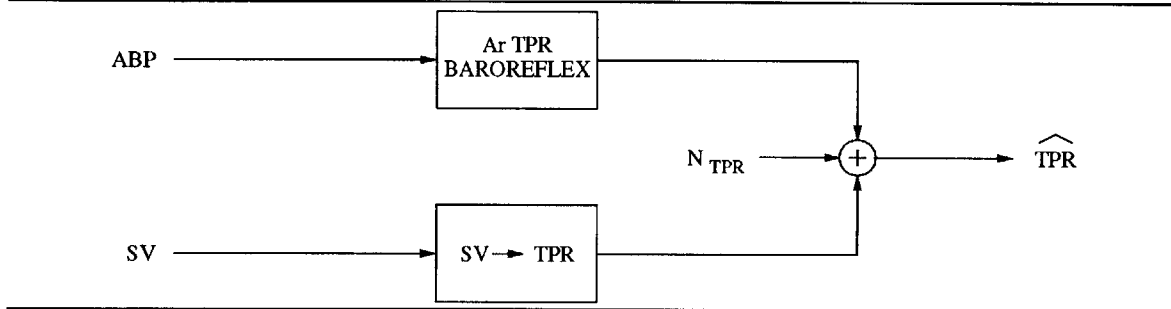 ABP
Ar TPR
BAROREFLEX
N TPR
+
TPR
SV
SV → TPR